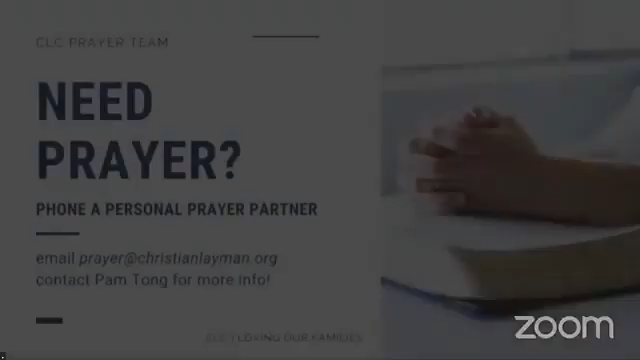 CLC PRAYER TEAM
NEED
PRAYER?
PHONE A PERSONAL PRAYER PARTNER
email prayer@christianlayman.org
contact Pam Tong for more info!
LOVING OUR FAMILIES
zoom